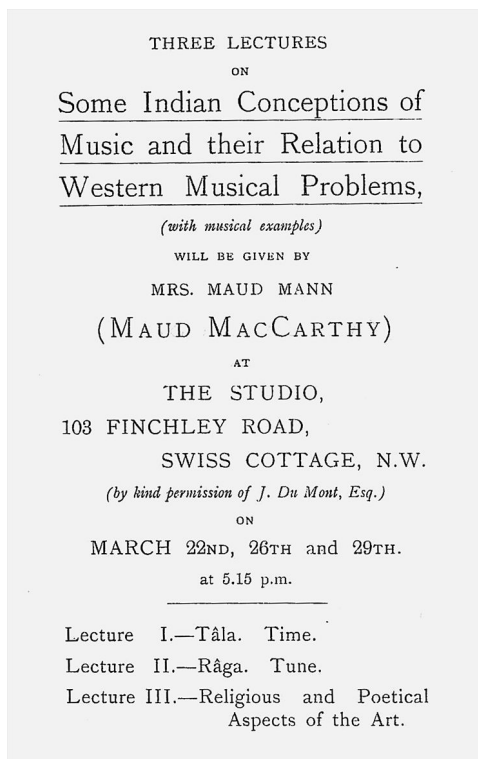 THREE LECTURES
ON
Some Indian Conceptions of
Music and their Relation to
Western Musical Problems,
(with musical examples)
WILL BE GIVEN BY
MRS. MAUD MANN
(MAUD MACCARTHY)
AT
THE STUDIO,
103 FINCHLEY ROAD,
SWISS COTTAGE, N.W.
(by kind permission of J. Du Mont, Esq.)
ON
MARCH 22ND, 26TH and 29TH.
at 5.15 p.m.
Lecture I.—Tâla. Time.
Lecture II.—Râga. Tune.
Lecture III.—Religious and Poetical
Aspects of the Art.